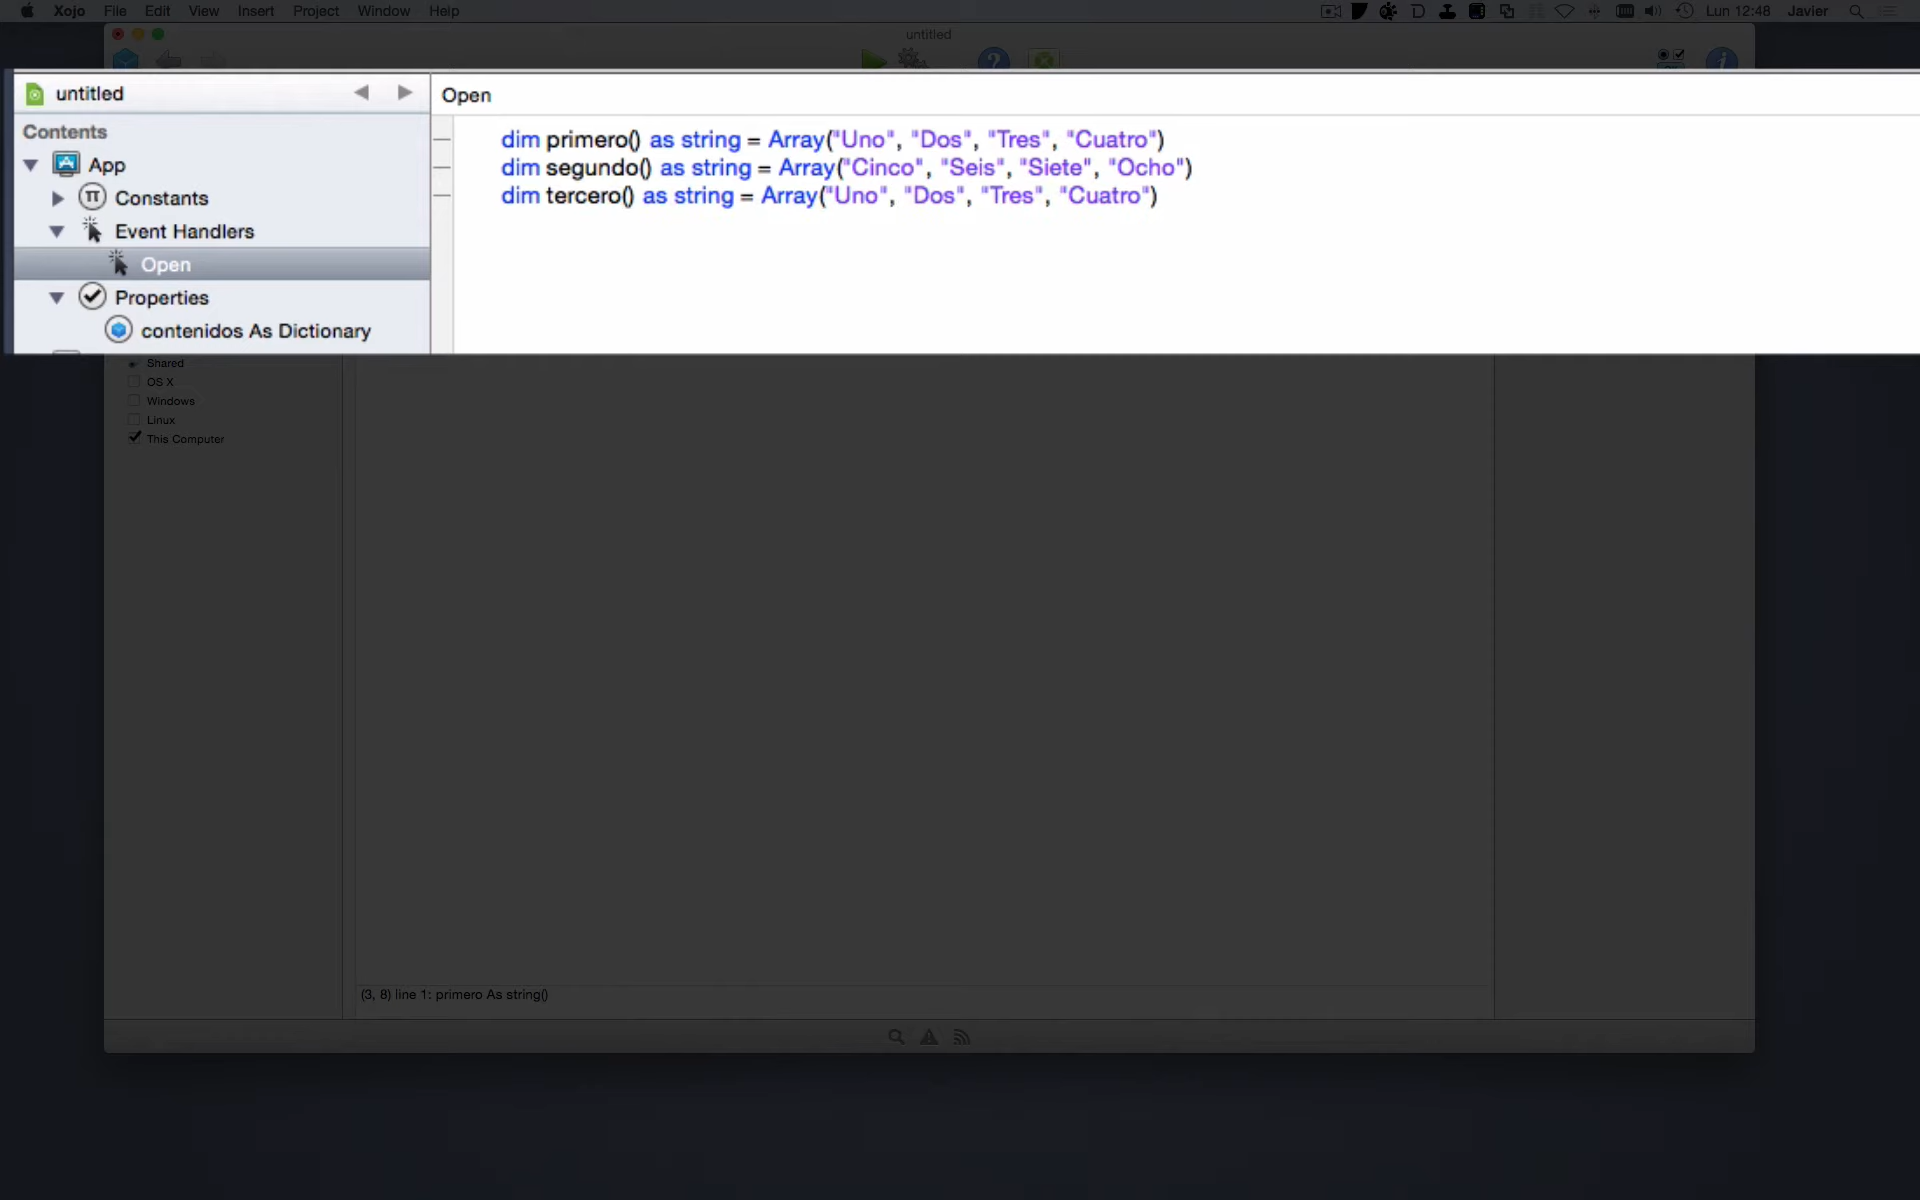 Xojo File Edit View Insert Project Window Help
Lun 12:48 Javier
untitled
untitled
Open
Contents
App
Constants
Event Handlers
Open
Properties
contenidos As Dictionary
dim primero() as string = Array("Uno", "Dos", "Tres", "Cuatro")
dim segundo() as string = Array("Cinco", "Seis", "Siete", "Ocho")
dim tercero() as string = Array("Uno", "Dos", "Tres", "Cuatro")
Shared
OS X
Windows
Linux
This Computer
(3, 8) line 1: primero As string()